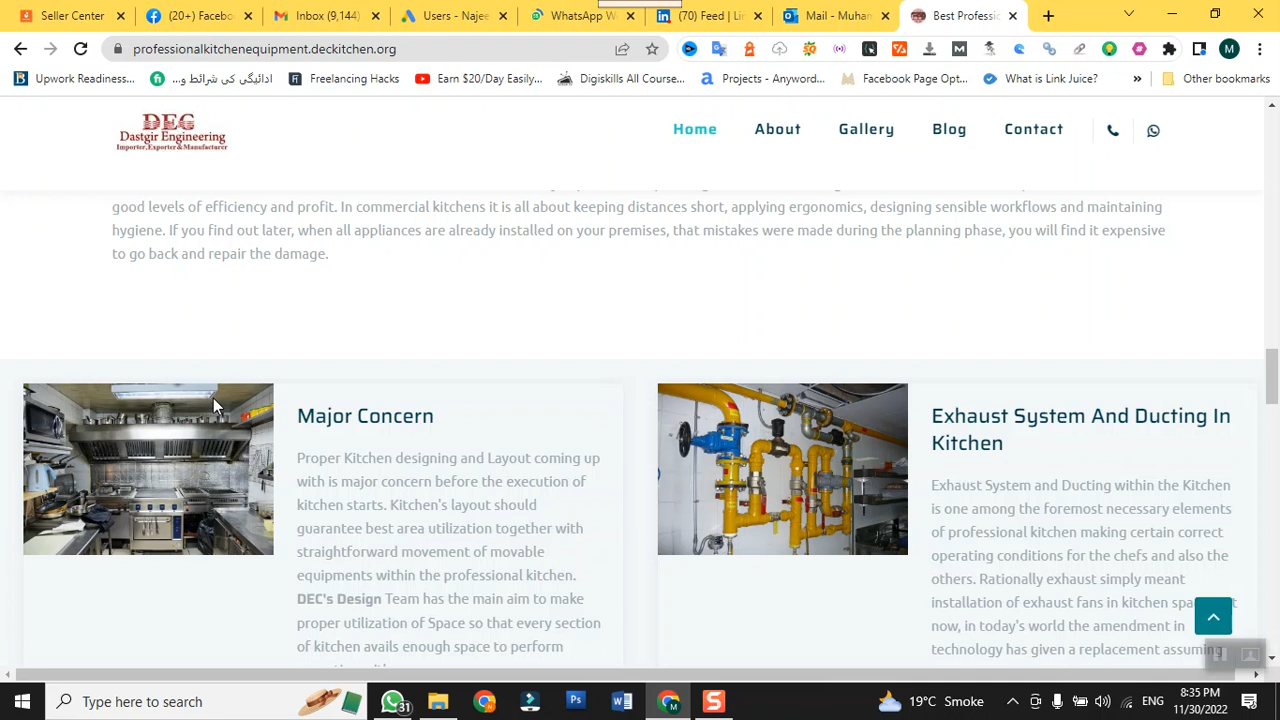 Seller Center
(20+) Facebo
Inbox (9,144)
Users - Najee
WhatsApp W
(70) Feed | Lin
Mail - Muham
Best Professio
professionalkitchenequipment.deckitchen.org
Upwork Readiness...
ادائیگی کی شرائط و...
Freelancing Hacks
Earn $20/Day Easily...
Digiskills All Course...
Projects - Anyword...
Facebook Page Opt...
What is Link Juice?
Other bookmarks
DEC
Dastgir Engineering
Importer,Exporter&Manufacturer
Home
About
Gallery
Blog
Contact
good levels of efficiency and profit. In commercial kitchens it is all about keeping distances short, applying ergonomics, designing sensible workflows and maintaining
hygiene. If you find out later, when all appliances are already installed on your premises, that mistakes were made during the planning phase, you will find it expensive
to go back and repair the damage.
Major Concern
Proper Kitchen designing and Layout coming up
with is major concern before the execution of
kitchen starts. Kitchen's layout should
guarantee best area utilization together with
straightforward movement of movable
equipments within the professional kitchen.
DEC's Design Team has the main aim to make
proper utilization of Space so that every section
of kitchen avails enough space to perform
Exhaust System And Ducting In
Kitchen
Exhaust System and Ducting within the Kitchen
is one among the foremost necessary elements
of professional kitchen making certain correct
operating conditions for the chefs and also the
others. Rationally exhaust simply meant
installation of exhaust fans in kitchen
now, in today's world the amendment in
technology has given a replacement assuming
Type here to search
31
19°C Smoke
ENG
8:35 PM
11/30/2022